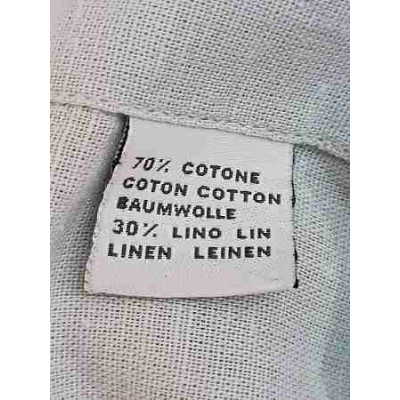 70% COTONE
COTON COTTON
BAUMWOLLE
30% LINO LIN
LINEN LEINEN